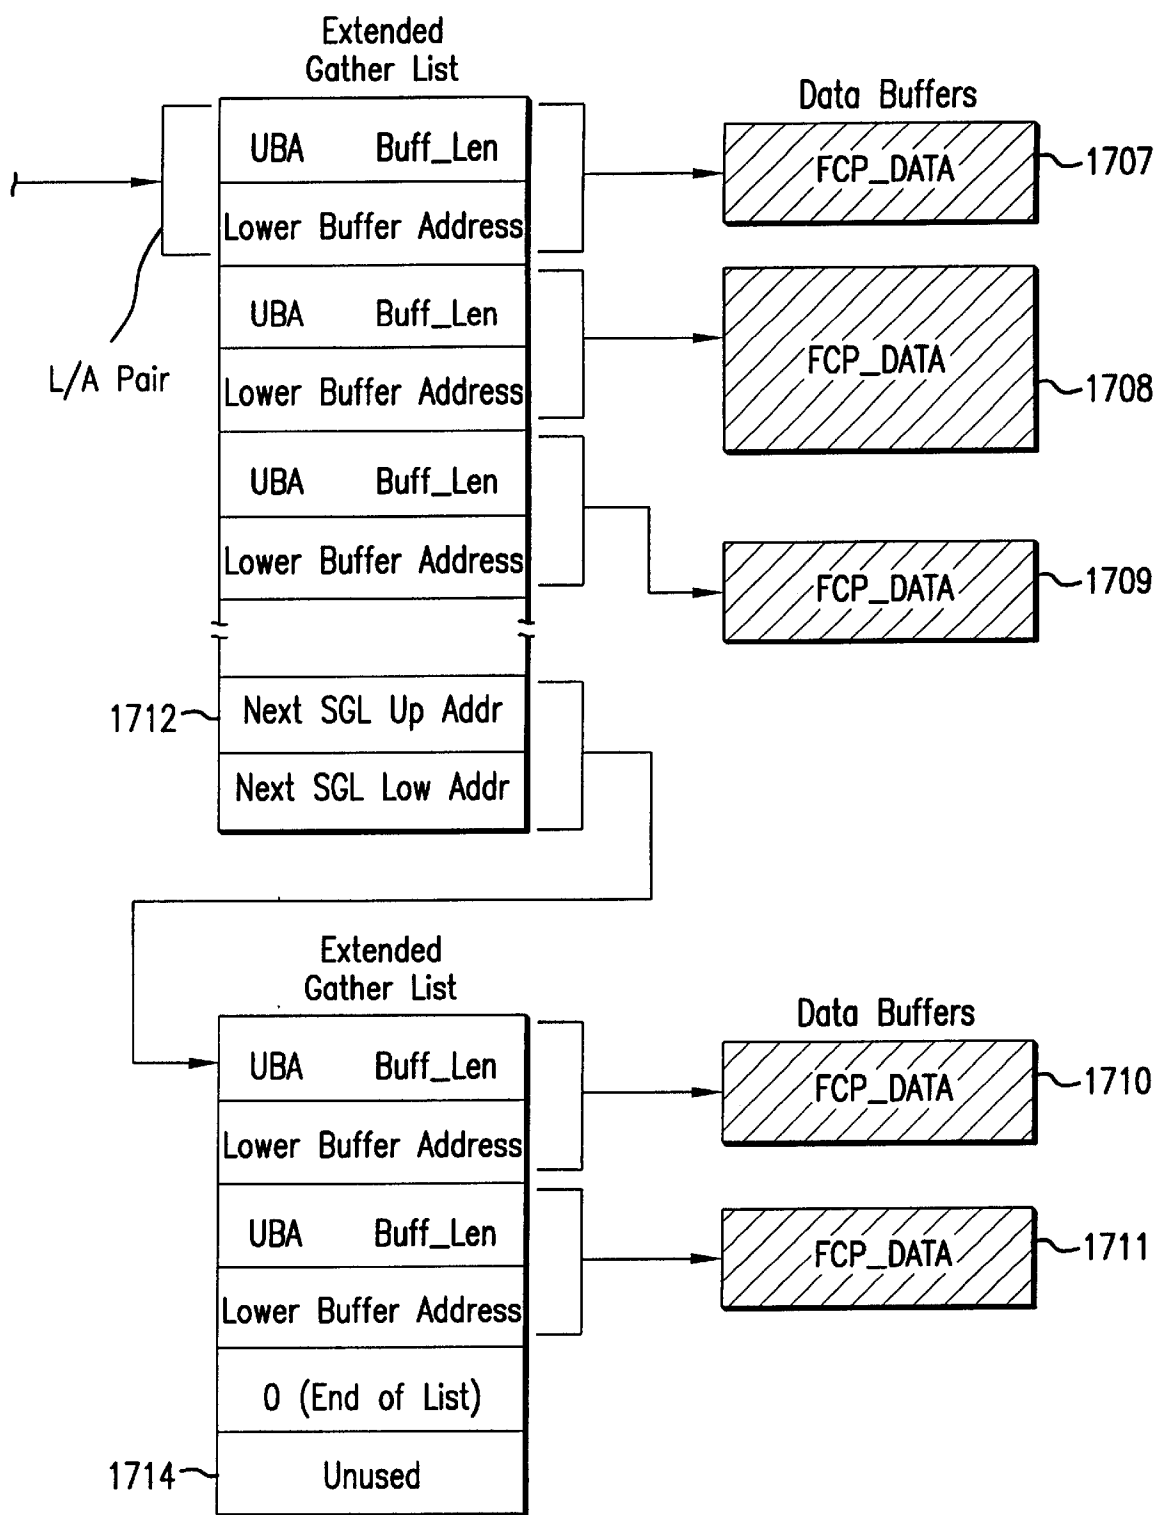 Extended
Gather List
Data Buffers
UBA Buff_Len
FCP_DATA
1707
Lower Buffer Address
UBA Buff_Len
L/A Pair
FCP_DATA
1708
Lower Buffer Address
UBA Buff_Len
Lower Buffer Address
FCP_DATA
1709
1712
Next SGL Up Addr
Next SGL Low Addr
Extended
Gather List
Data Buffers
UBA Buff_Len
FCP_DATA
1710
Lower Buffer Address
UBA Buff_Len
FCP_DATA
1711
Lower Buffer Address
0 (End of List)
1714
Unused